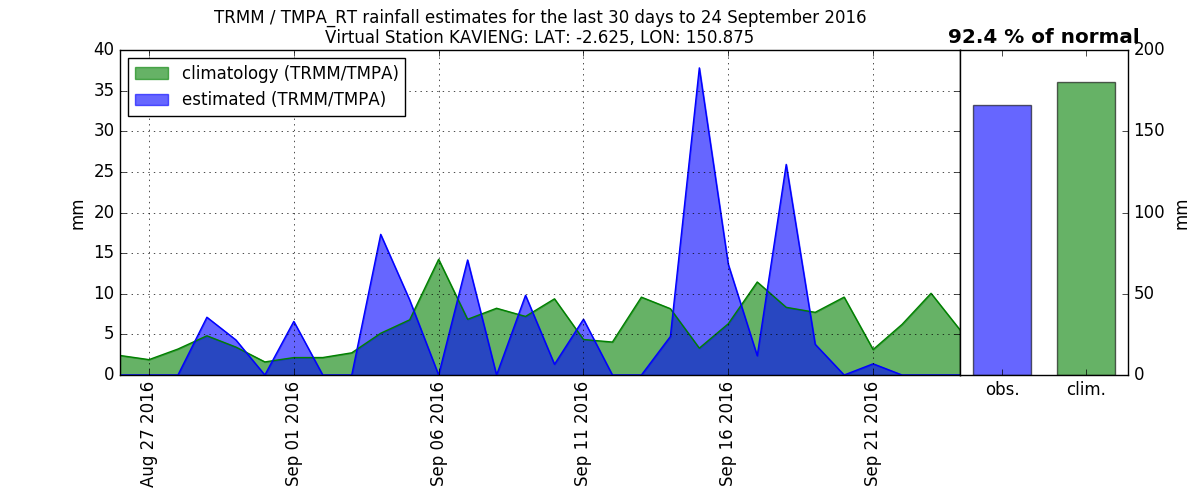 TRMM / TMPA_RT rainfall estimates for the last 30 days to 24 September 2016
Virtual Station KAVIENG: LAT: -2.625, LON: 150.875
92.4 % of normal
climatology (TRMM/TMPA)
estimated (TRMM/TMPA)
40
35
30
25
20
15
10
5
0
mm
200
150
100
50
0
mm
Aug 27 2016
Sep 01 2016
Sep 06 2016
Sep 11 2016
Sep 16 2016
Sep 21 2016
obs.
clim.